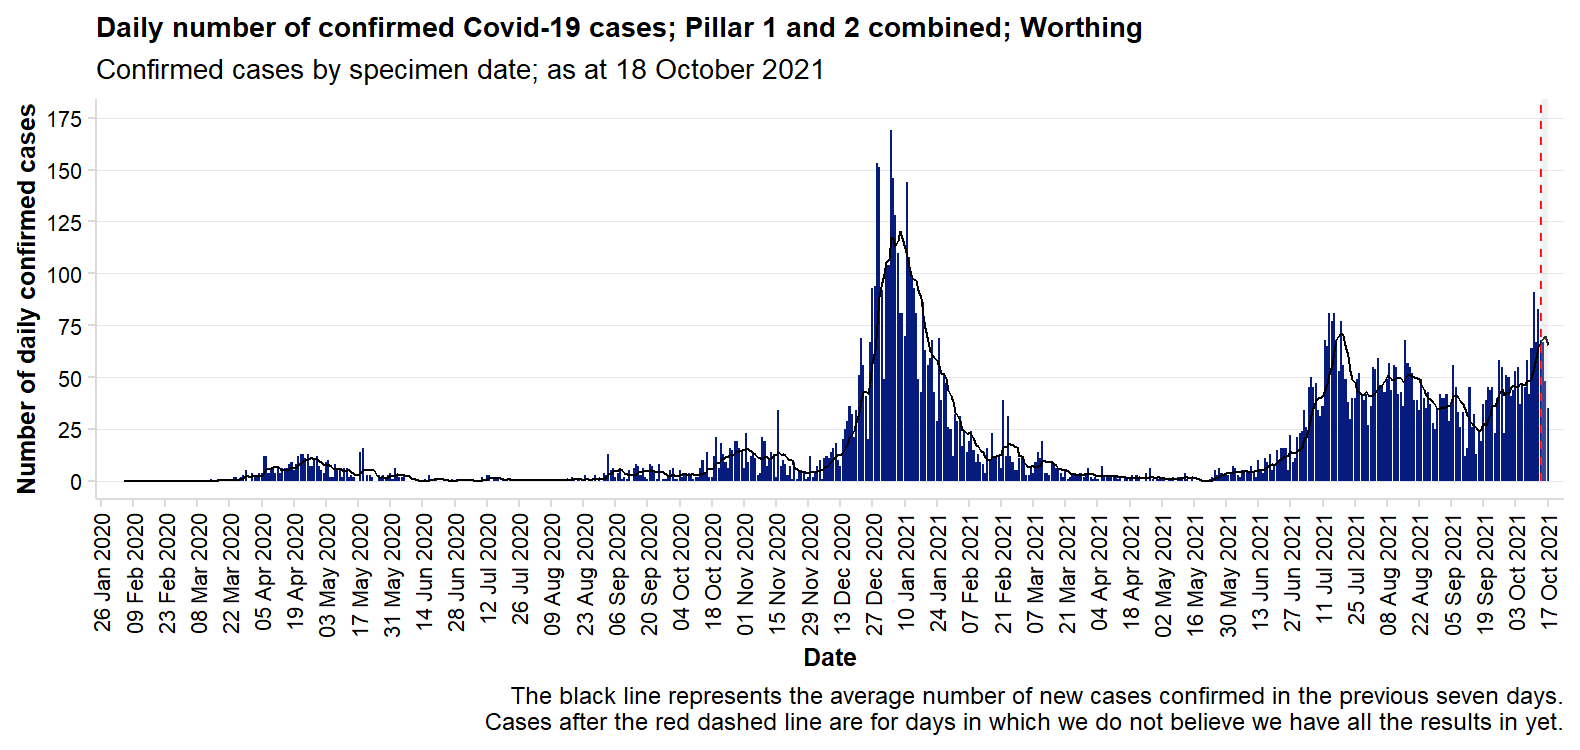 Daily number of confirmed Covid-19 cases; Pillar 1 and 2 combined; Worthing
Confirmed cases by specimen date; as at 18 October 2021
Number of daily confirmed cases
175
150
125
100
75
50
25
0
26 Jan 2020
09 Feb 2020
23 Feb 2020
08 Mar 2020
22 Mar 2020
05 Apr 2020
19 Apr 2020
03 May 2020
17 May 2020
31 May 2020
14 Jun 2020
28 Jun 2020
12 Jul 2020
26 Jul 2020
09 Aug 2020
23 Aug 2020
06 Sep 2020
20 Sep 2020
04 Oct 2020
18 Oct 2020
01 Nov 2020
15 Nov 2020
29 Nov 2020
13 Dec 2020
27 Dec 2020
10 Jan 2021
24 Jan 2021
07 Feb 2021
21 Feb 2021
07 Mar 2021
21 Mar 2021
04 Apr 2021
18 Apr 2021
02 May 2021
16 May 2021
30 May 2021
13 Jun 2021
27 Jun 2021
11 Jul 2021
25 Jul 2021
08 Aug 2021
22 Aug 2021
05 Sep 2021
19 Sep 2021
03 Oct 2021
17 Oct 2021
Date
The black line represents the average number of new cases confirmed in the previous seven days.
Cases after the red dashed line are for days in which we do not believe we have all the results in yet.